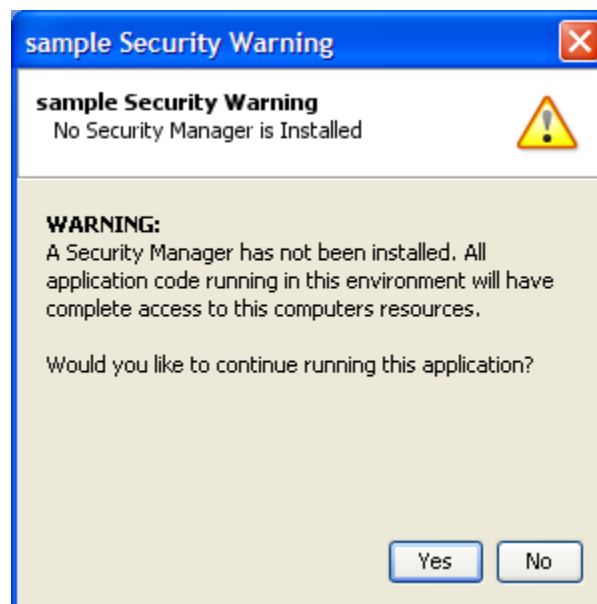 sample Security Warning
sample Security Warning
No Security Manager is Installed
WARNING:
A Security Manager has not been installed. All
application code running in this environment will have
complete access to this computers resources.
Would you like to continue running this application?
Yes No